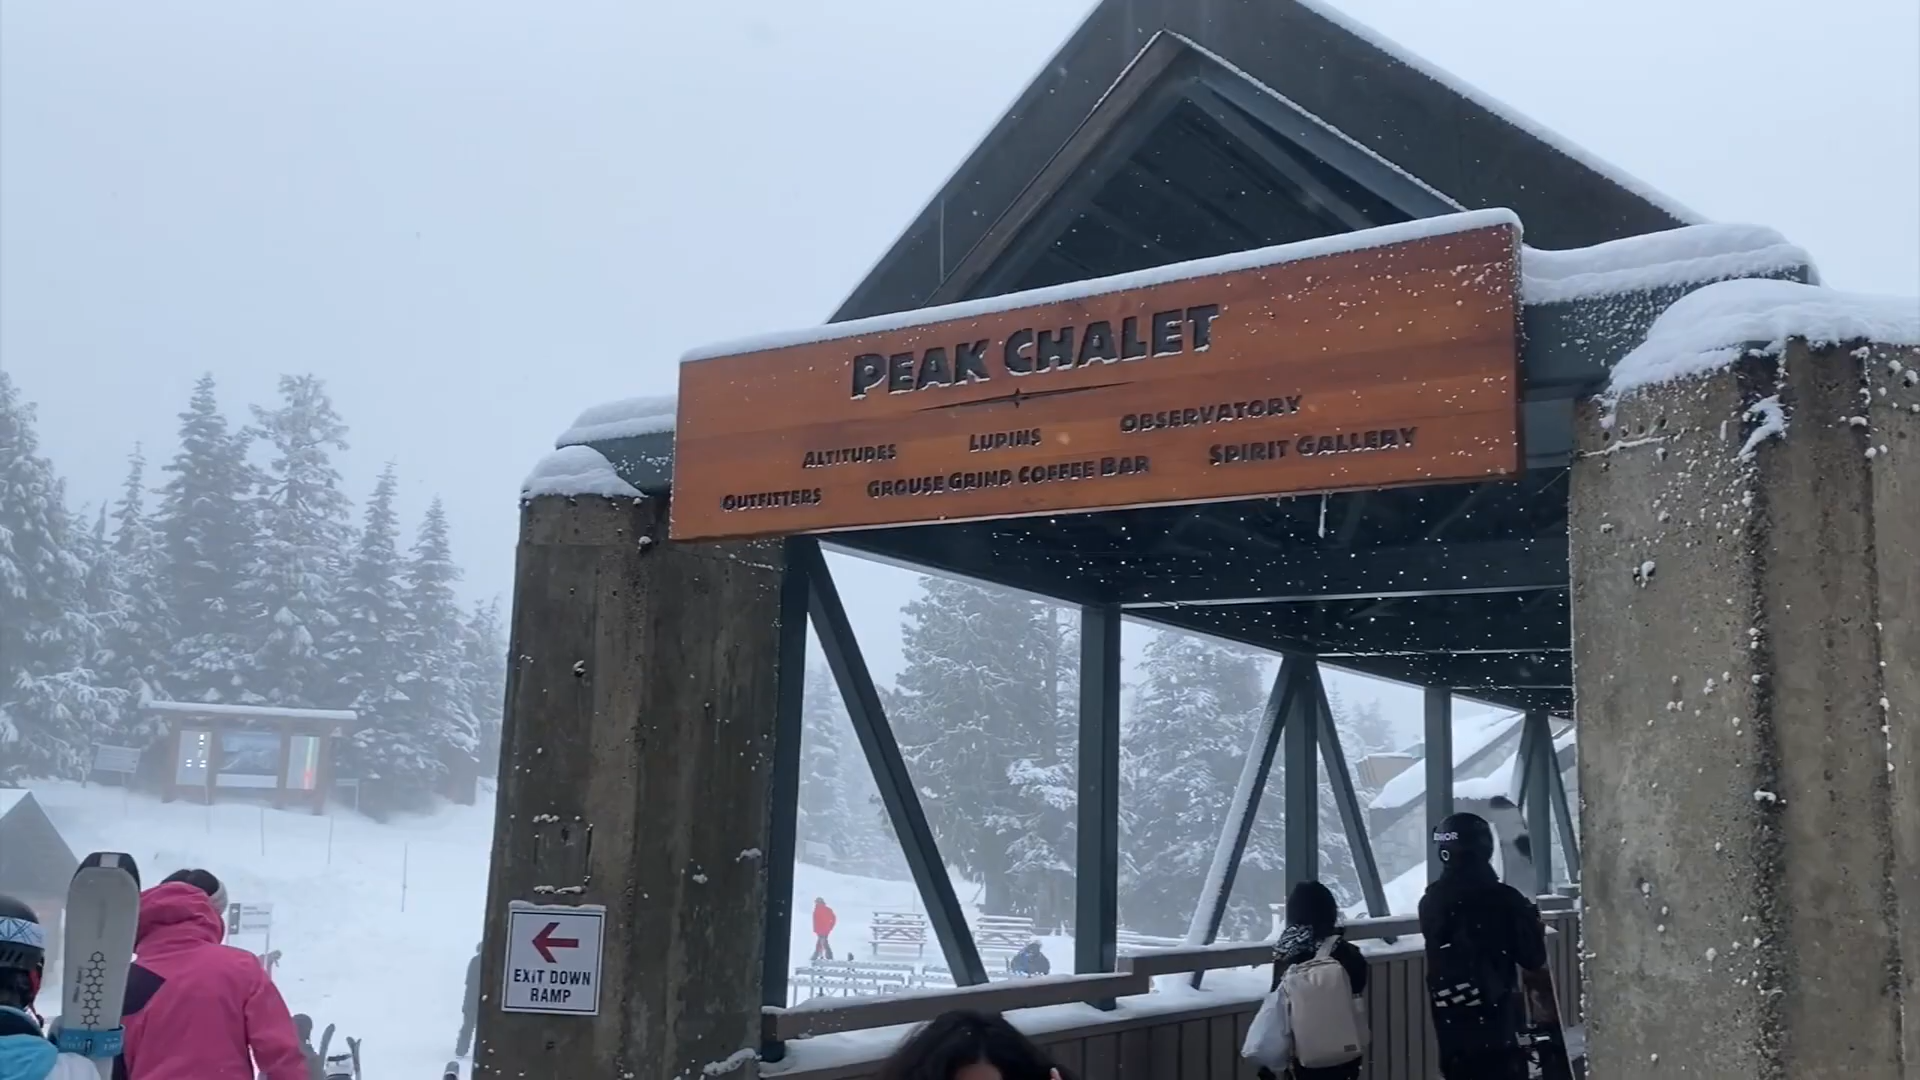 PEAK CHALET
ALTITUDES LUPINS OBSERVATORY
OUTFITTERS GROUSE GRIND COFFEE BAR SPIRIT GALLERY
EXIT DOWN
RAMP